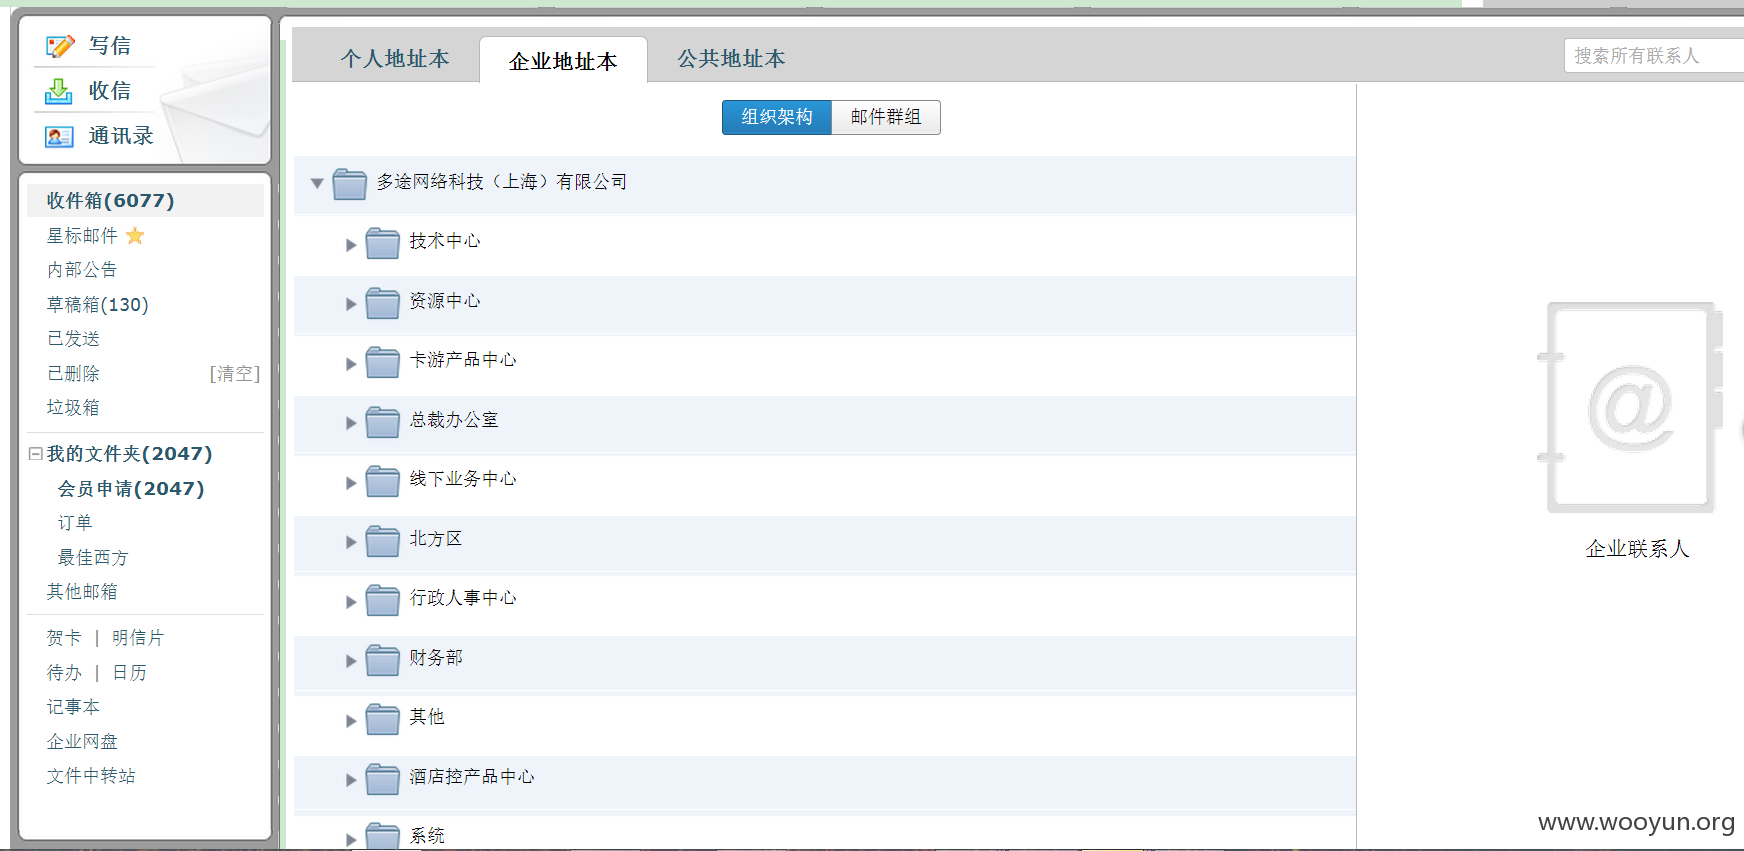 写信
收信
通讯录
收件箱(6077)
星标邮件
内部公告
草稿箱(130)
已发送
已删除 [清空]
垃圾箱
我的文件夹(2047)
会员申请(2047)
订单
最佳西方
其他邮箱
贺卡 | 明信片
待办 | 日历
记事本
企业网盘
文件中转站
个人地址本 企业地址本 公共地址本
搜索所有联系人
组织架构 邮件群组
多途网络科技（上海）有限公司
技术中心
资源中心
卡游产品中心
总裁办公室
线下业务中心
北方区
行政人事中心
财务部
其他
酒店控产品中心
系统
@
企业联系人
www.wooyun.org